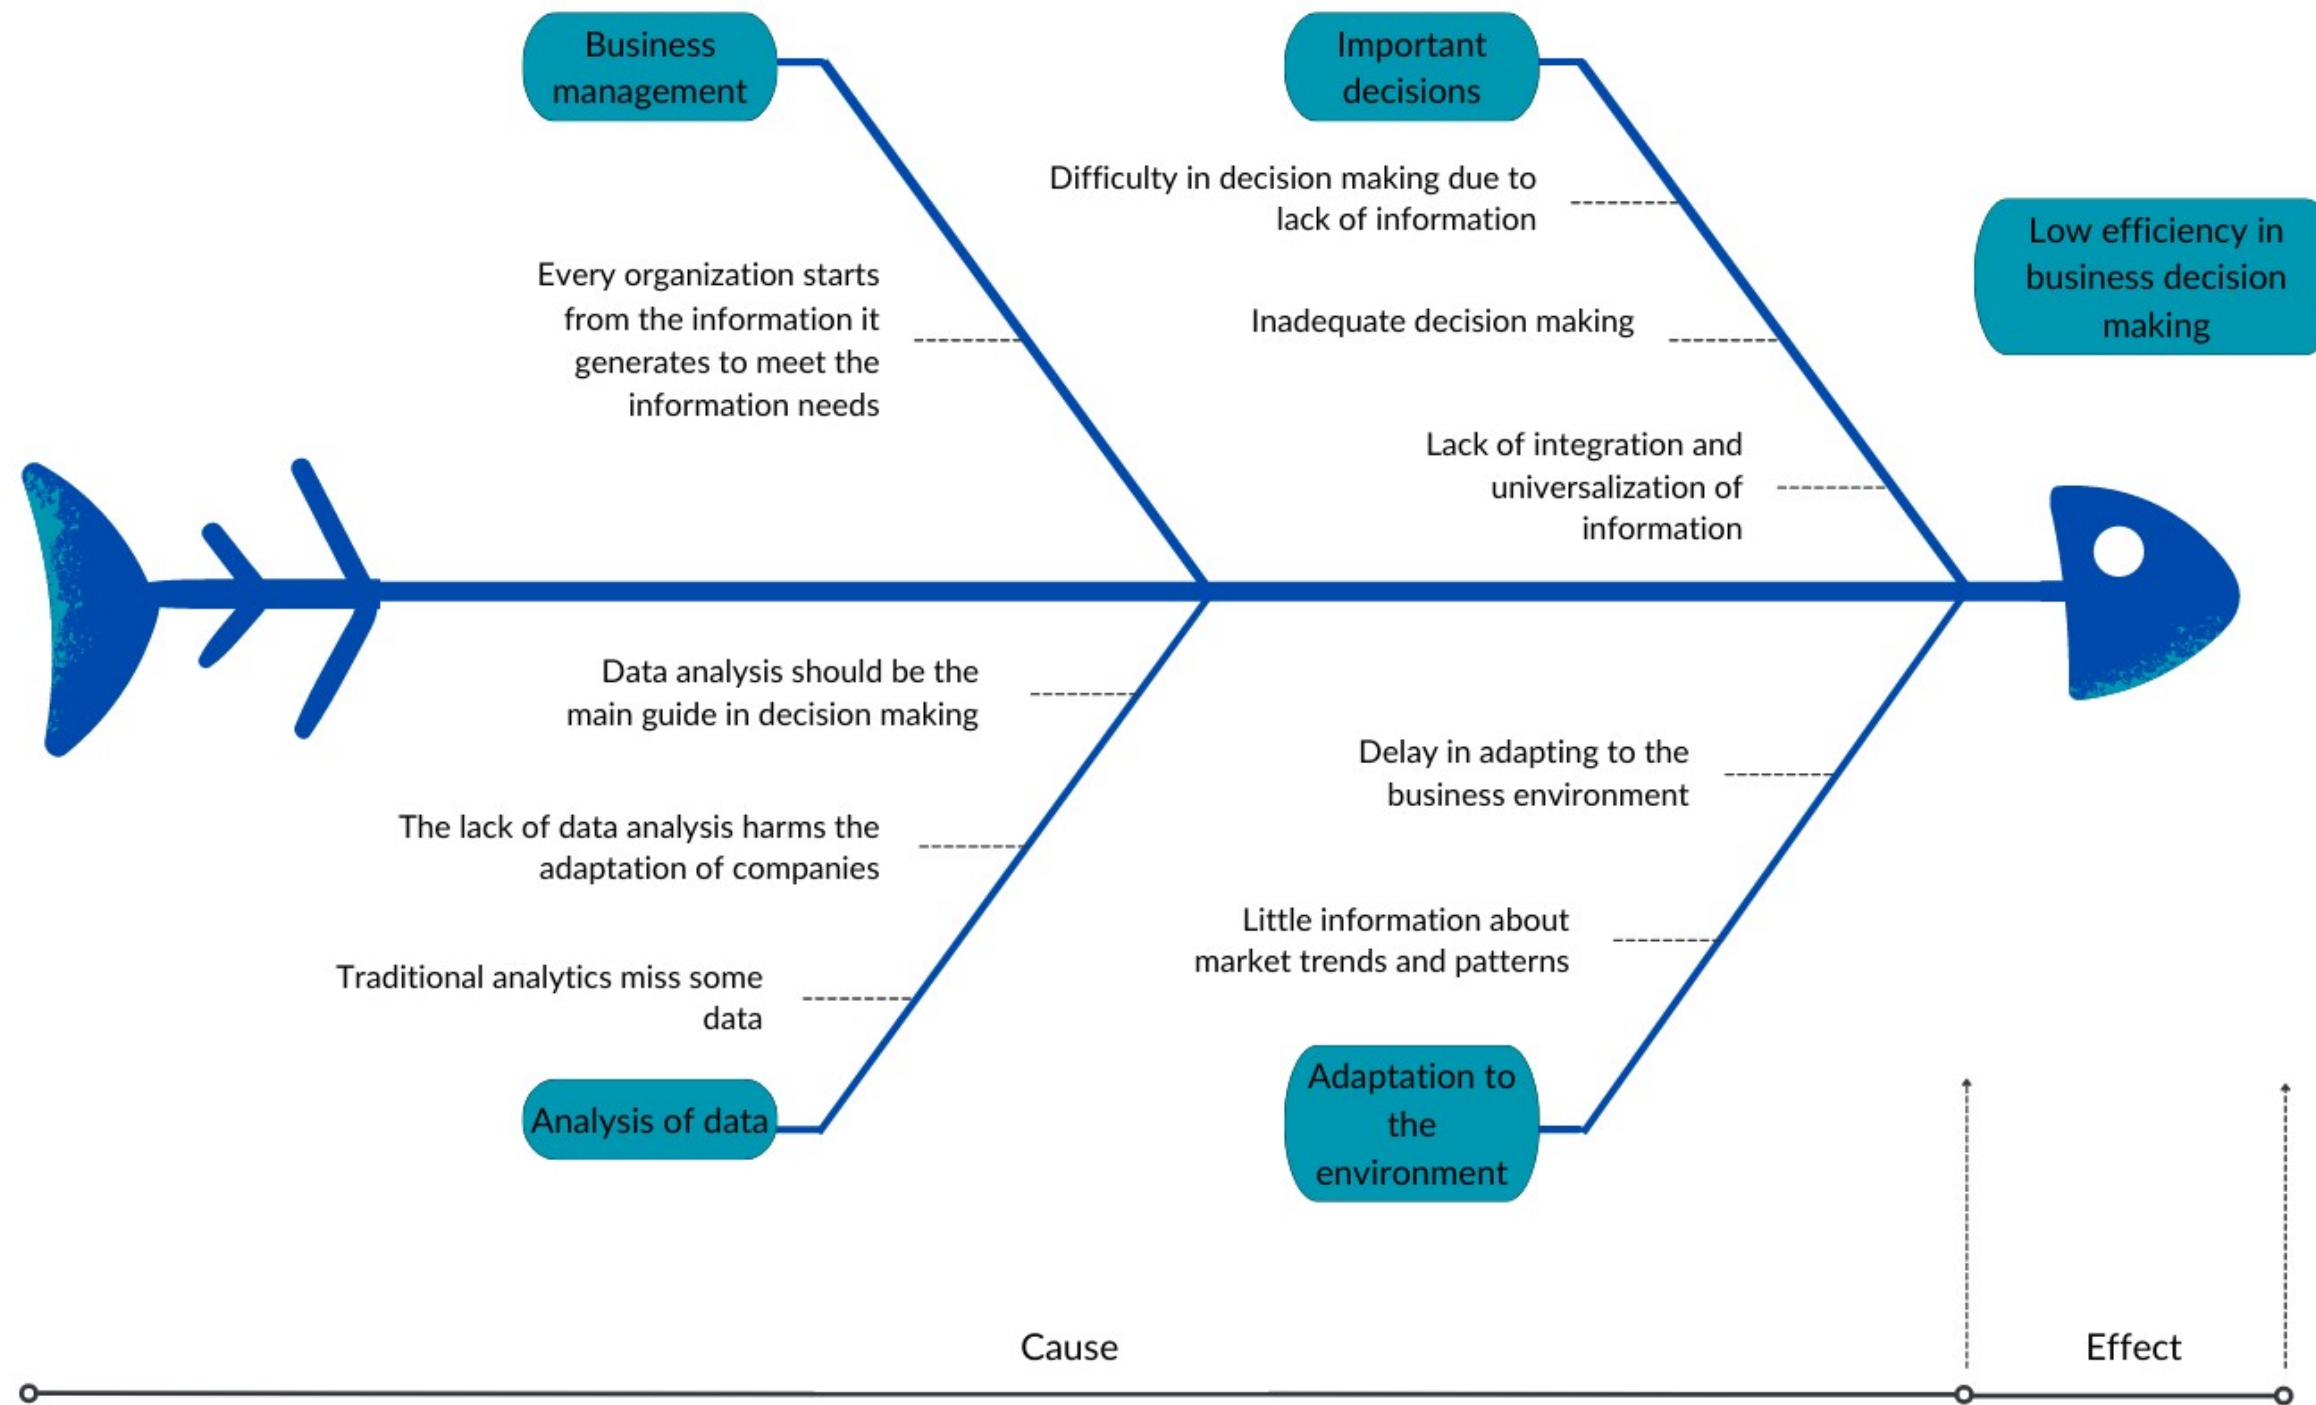 Business
management
Important
decisions
Difficulty in decision making due to
lack of information
Low efficiency in
business decision
making
Every organization starts
from the information it
generates to meet the
information needs
Inadequate decision making
Lack of integration and
universalization of
information
Data analysis should be the
main guide in decision making
Delay in adapting to the
business environment
The lack of data analysis harms the
adaptation of companies
Little information about
market trends and patterns
Traditional analytics miss some
data
Analysis of data
Adaptation to
the
environment
Cause
Effect